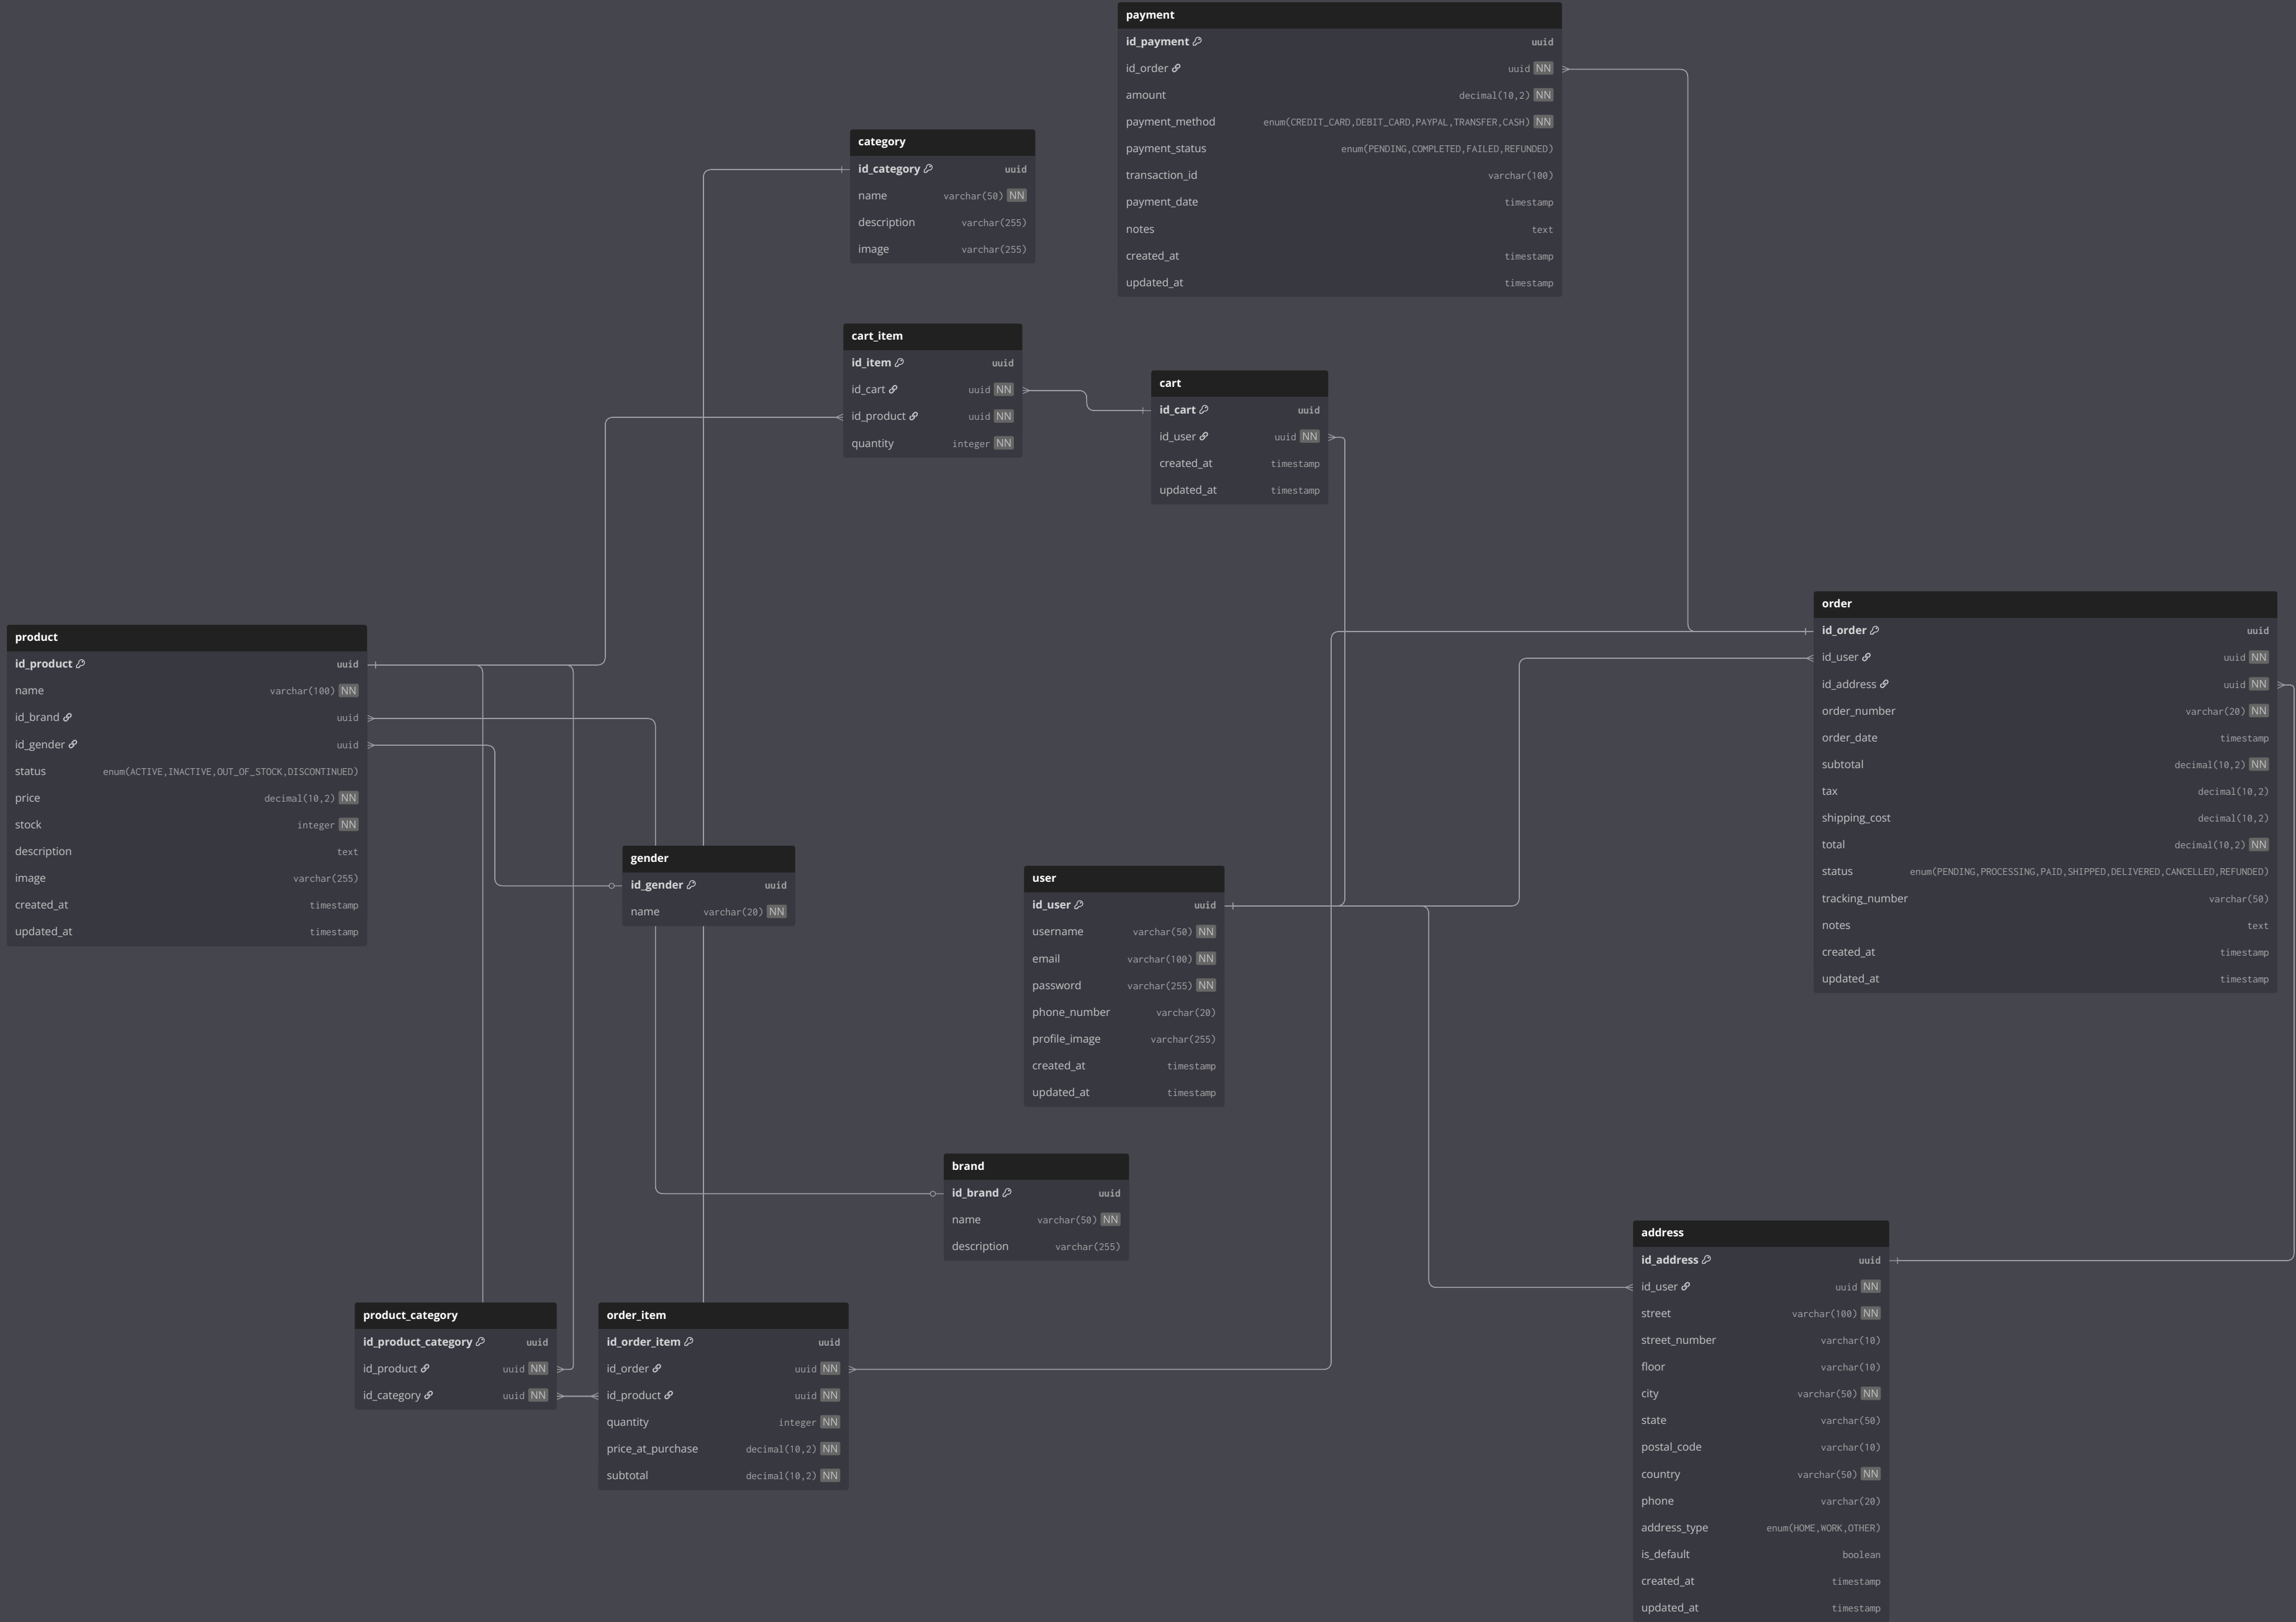 payment
id_payment uuid
id_order uuid NN
amount decimal(10,2) NN
payment_method enum(CREDIT_CARD,DEBIT_CARD,PAYPAL,TRANSFER,CASH) NN
payment_status enum(PENDING,COMPLETED,FAILED,REFUNDED)
transaction_id varchar(100)
payment_date timestamp
notes text
created_at timestamp
updated_at timestamp
category
id_category uuid
name varchar(50) NN
description varchar(255)
image varchar(255)
cart_item
id_item uuid
id_cart uuid NN
id_product uuid NN
quantity integer NN
cart
id_cart uuid
id_user uuid NN
created_at timestamp
updated_at timestamp
product
id_product uuid
name varchar(100) NN
id_brand uuid
id_gender uuid
status enum(ACTIVE,INACTIVE,OUT_OF_STOCK,DISCONTINUED)
price decimal(10,2) NN
stock integer NN
description text
image varchar(255)
created_at timestamp
updated_at timestamp
order
id_order uuid
id_user uuid NN
id_address uuid NN
order_number varchar(20) NN
order_date timestamp
subtotal decimal(10,2) NN
tax decimal(10,2)
shipping_cost decimal(10,2)
total decimal(10,2) NN
status enum(PENDING,PROCESSING,PAID,SHIPPED,DELIVERED,CANCELLED,REFUNDED)
tracking_number varchar(50)
notes text
created_at timestamp
updated_at timestamp
gender
id_gender uuid
name varchar(20) NN
user
id_user uuid
username varchar(50) NN
email varchar(100) NN
password varchar(255) NN
phone_number varchar(20)
profile_image varchar(255)
created_at timestamp
updated_at timestamp
brand
id_brand uuid
name varchar(50) NN
description varchar(255)
product_category
id_product_category uuid
id_product uuid NN
id_category uuid NN
order_item
id_order_item uuid
id_order uuid NN
id_product uuid NN
quantity integer NN
price_at_purchase decimal(10,2) NN
subtotal decimal(10,2) NN
address
id_address uuid
id_user uuid NN
street varchar(100) NN
street_number varchar(10)
floor varchar(10)
city varchar(50) NN
state varchar(50)
postal_code varchar(10)
country varchar(50) NN
phone varchar(20)
address_type enum(HOME,WORK,OTHER)
is_default boolean
created_at timestamp
updated_at timestamp